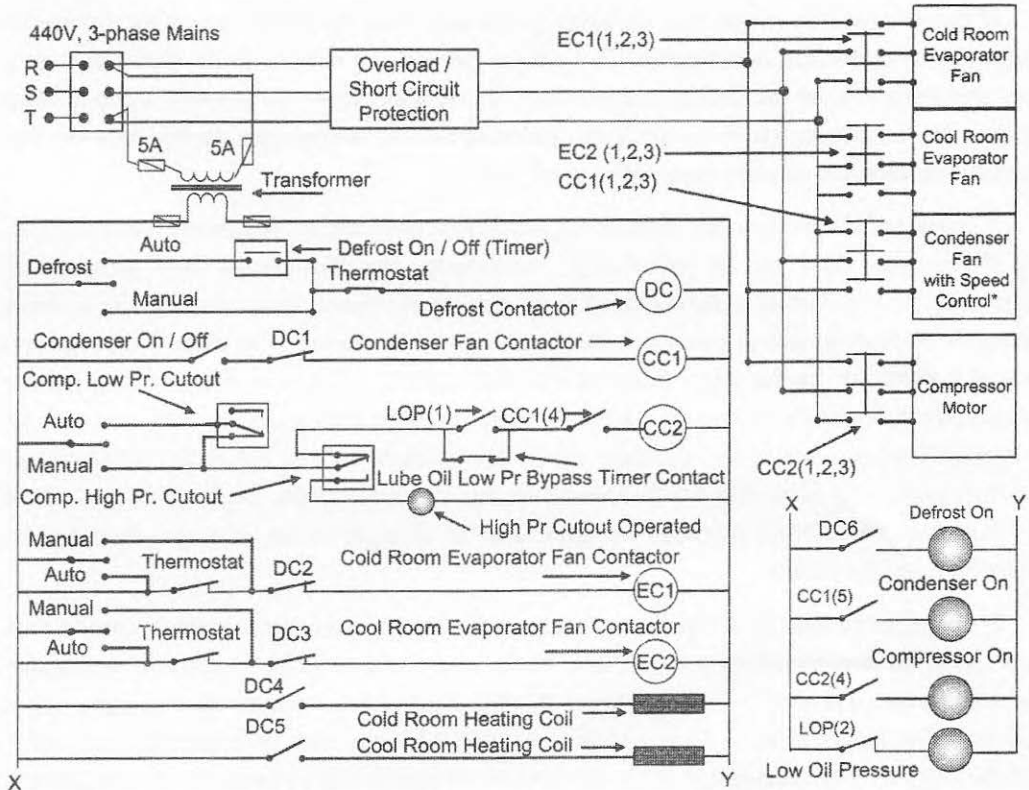 440V, 3-phase Mains
R
S
T
5A
5A
Overload /
Short Circuit
Protection
Transformer
EC1(1,2,3)
EC2 (1,2,3)
CC1(1,2,3)
CC2(1,2,3)
Cold Room
Evaporator
Fan
Cool Room
Evaporator
Fan
Condenser
Fan
with Speed
Control*
Compressor
Motor
Auto
Defrost
Manual
Defrost On / Off (Timer)
Thermostat
Defrost Contactor
DC
Condenser On / Off
DC1
Condenser Fan Contactor
CC1
Comp. Low Pr. Cutout
Auto
Manual
LOP(1)
CC1(4)
CC2
Comp. High Pr. Cutout
Lube Oil Low Pr Bypass Timer Contact
High Pr Cutout Operated
Manual
Auto
Thermostat
DC2
Cold Room Evaporator Fan Contactor
EC1
Manual
Auto
Thermostat
DC3
Cool Room Evaporator Fan Contactor
EC2
DC4
Cold Room Heating Coil
DC5
Cool Room Heating Coil
X
Y
X
Y
DC6
Defrost On
CC1(5)
Condenser On
CC2(4)
Compressor On
LOP(2)
Low Oil Pressure